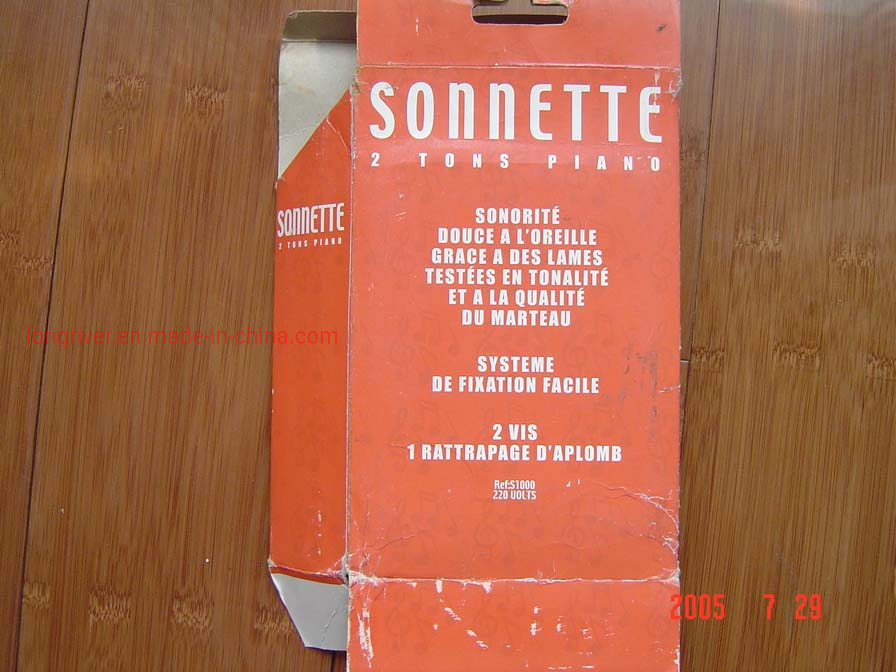 SONNETTE
2 TONS PIANO
SONORITÉ
DOUCE A L'OREILLE
GRACE A DES LAMES
TESTÉES EN TONALITÉ
ET A LA QUALITÉ
DU MARTEAU
SYSTEME
DE FIXATION FACILE
2 VIS
1 RATTRAPAGE D'APLOMB
Ref:S1000
220 VOLTS
SONNETTE
2 TONS PIANO
longriver.en.made-in-china.com
2005 7 29